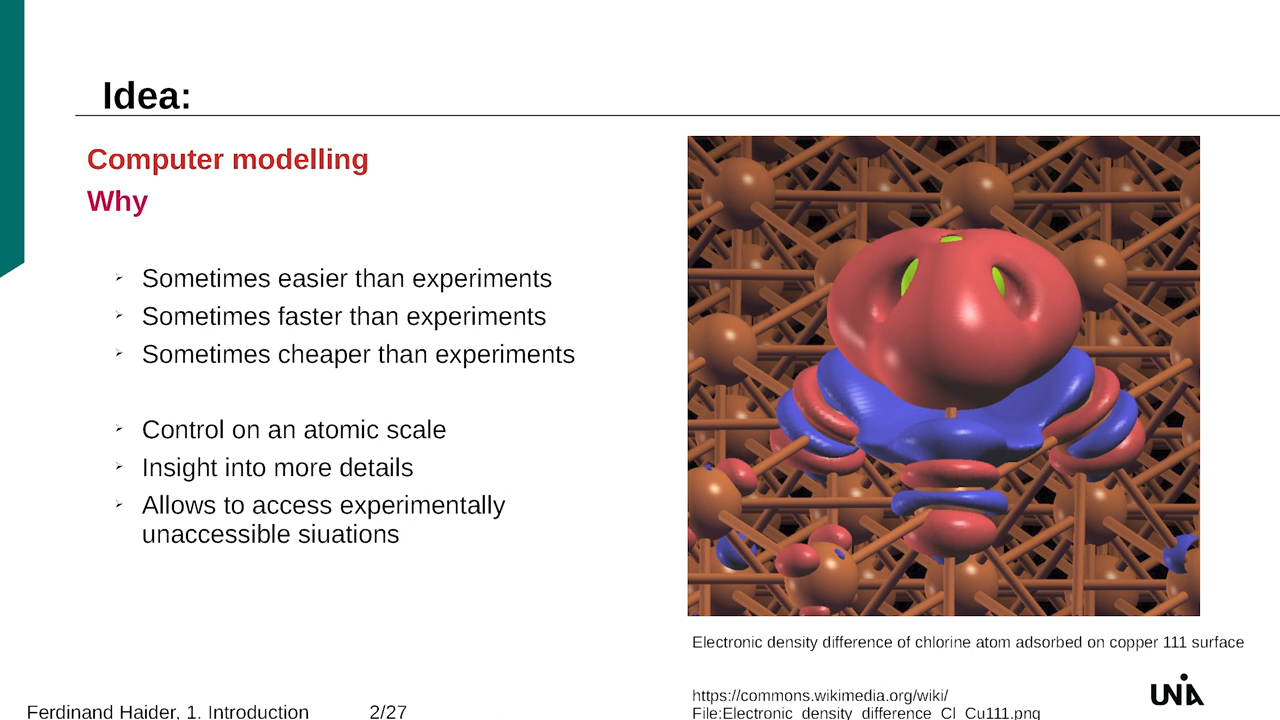 Idea:
Computer modelling
Why
Sometimes easier than experiments
Sometimes faster than experiments
Sometimes cheaper than experiments
Control on an atomic scale
Insight into more details
Allows to access experimentally
unaccessible siuations
Electronic density difference of chlorine atom adsorbed on copper 111 surface
https://commons.wikimedia.org/wiki/
File:Electronic_density_difference_Cl_Cu111.png
UNIA
Ferdinand Haider, 1. Introduction 2/27